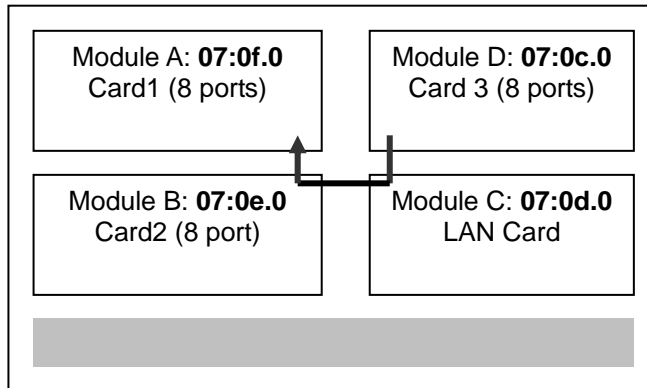 Module A: 07:0f.0
Card1 (8 ports)
Module D: 07:0c.0
Card 3 (8 ports)
Module B: 07:0e.0
Card2 (8 port)
Module C: 07:0d.0
LAN Card